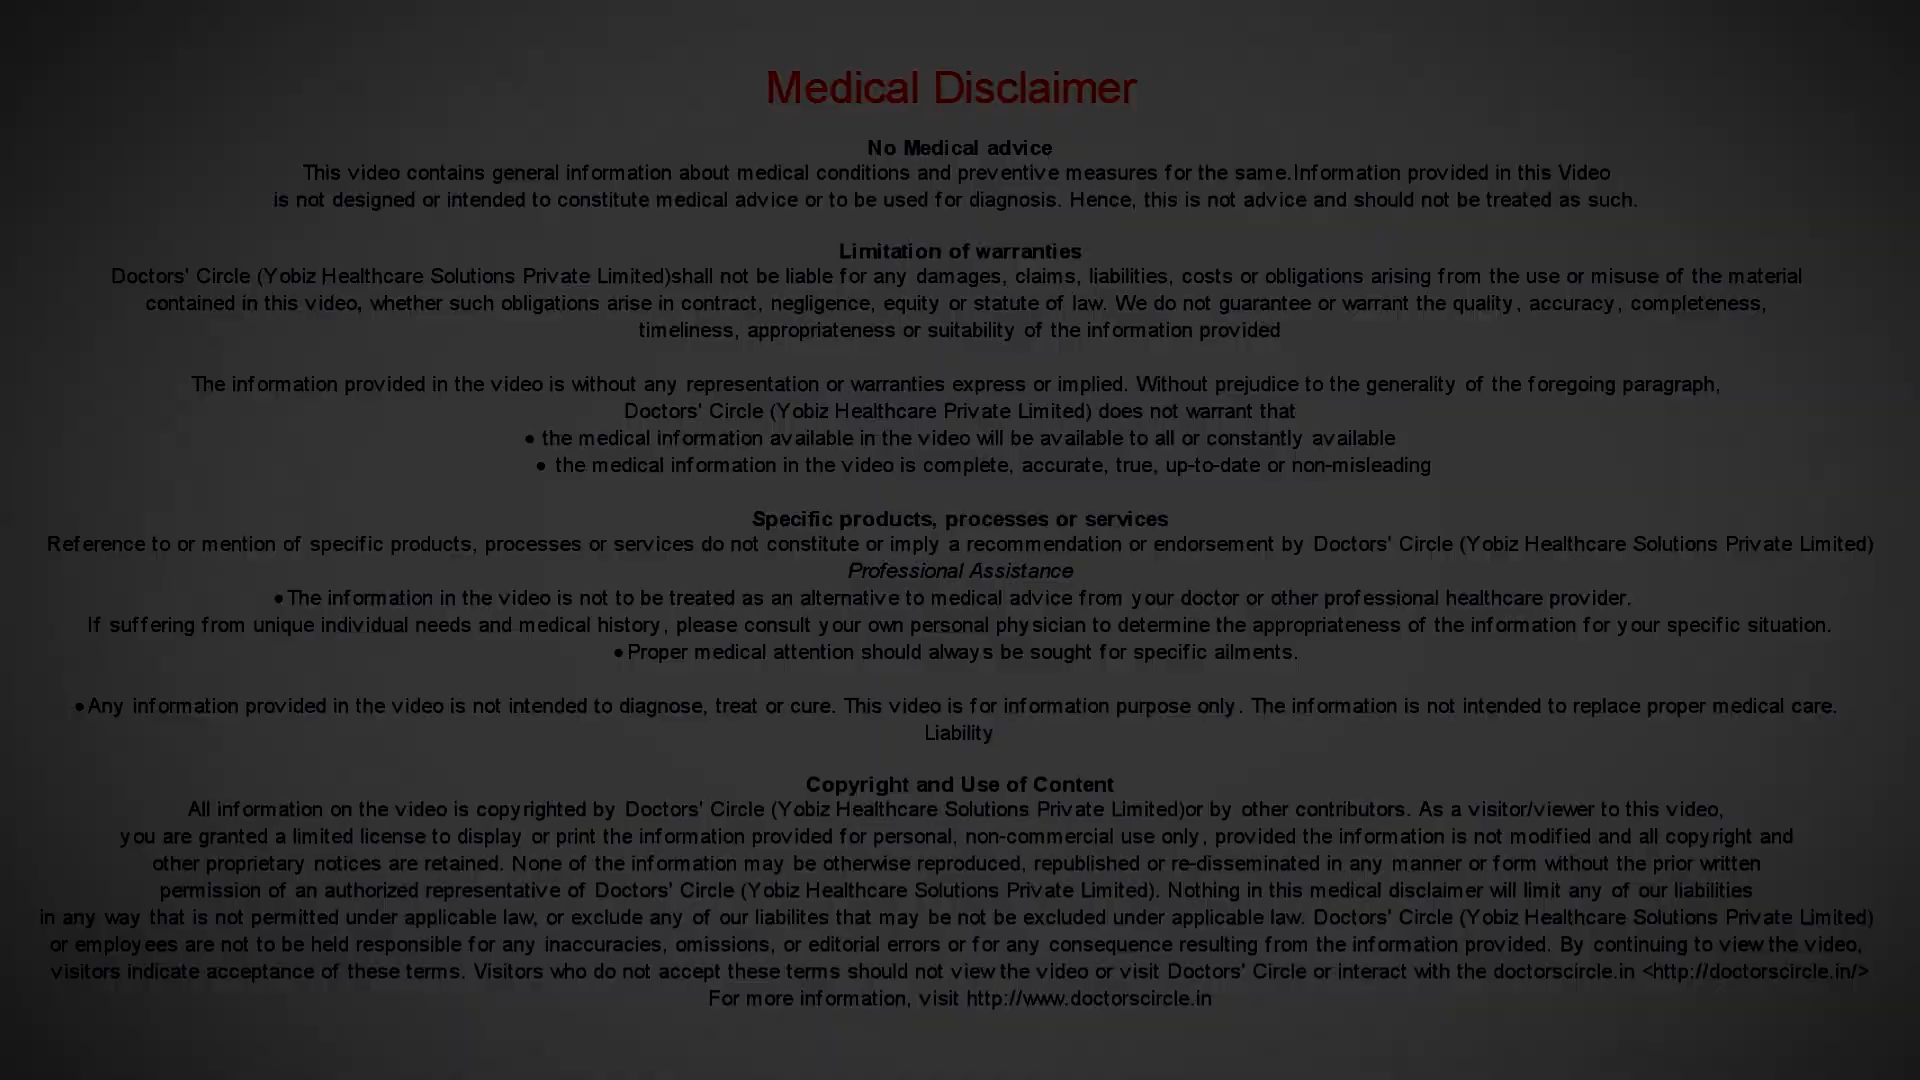 Medical Disclaimer
No Medical advice
This video contains general information about medical conditions and preventive measures for the same.Information provided in this Video
is not designed or intended to constitute medical advice or to be used for diagnosis. Hence, this is not advice and should not be treated as such.
Limitation of warranties
Doctors' Circle (Yobiz Healthcare Solutions Private Limited)shall not be liable for any damages, claims, liabilities, costs or obligations arising from the use or misuse of the material
contained in this video, whether such obligations arise in contract, negligence, equity or statute of law. We do not guarantee or warrant the quality, accuracy, completeness,
timeliness, appropriateness or suitability of the information provided
The information provided in the video is without any representation or warranties express or implied. Without prejudice to the generality of the foregoing paragraph,
Doctors' Circle (Yobiz Healthcare Private Limited) does not warrant that
• the medical information available in the video will be available to all or constantly available
• the medical information in the video is complete, accurate, true, up-to-date or non-misleading
Specific products, processes or services
Reference to or mention of specific products, processes or services do not constitute or imply a recommendation or endorsement by Doctors' Circle (Yobiz Healthcare Solutions Private Limited)
Professional Assistance
•The information in the video is not to be treated as an alternative to medical advice from your doctor or other professional healthcare provider.
If suffering from unique individual needs and medical history, please consult your own personal physician to determine the appropriateness of the information for your specific situation.
•Proper medical attention should always be sought for specific ailments.
•Any information provided in the video is not intended to diagnose, treat or cure. This video is for information purpose only. The information is not intended to replace proper medical care.
Liability
Copyright and Use of Content
All information on the video is copyrighted by Doctors' Circle (Yobiz Healthcare Solutions Private Limited)or by other contributors. As a visitor/viewer to this video,
you are granted a limited license to display or print the information provided for personal, non-commercial use only, provided the information is not modified and all copyright and
other proprietary notices are retained. None of the information may be otherwise reproduced, republished or re-disseminated in any manner or form without the prior written
permission of an authorized representative of Doctors' Circle (Yobiz Healthcare Solutions Private Limited). Nothing in this medical disclaimer will limit any of our liabilities
in any way that is not permitted under applicable law, or exclude any of our liabilites that may be not be excluded under applicable law. Doctors' Circle (Yobiz Healthcare Solutions Private Limited)
or employees are not to be held responsible for any inaccuracies, omissions, or editorial errors or for any consequence resulting from the information provided. By continuing to view the video,
visitors indicate acceptance of these terms. Visitors who do not accept these terms should not view the video or visit Doctors' Circle or interact with the doctorscircle.in <http://doctorscircle.in/>
For more information, visit http://www.doctorscircle.in